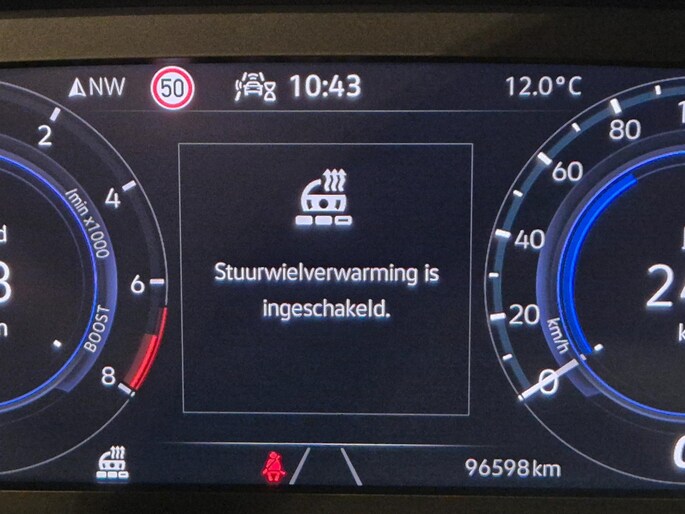 NW
50
10:43
12.0°C
2
4
6
8
1/min x1000
BOOST
Stuurwielverwarming is
ingeschakeld.
80
60
40
20
0
km/h
96598 km